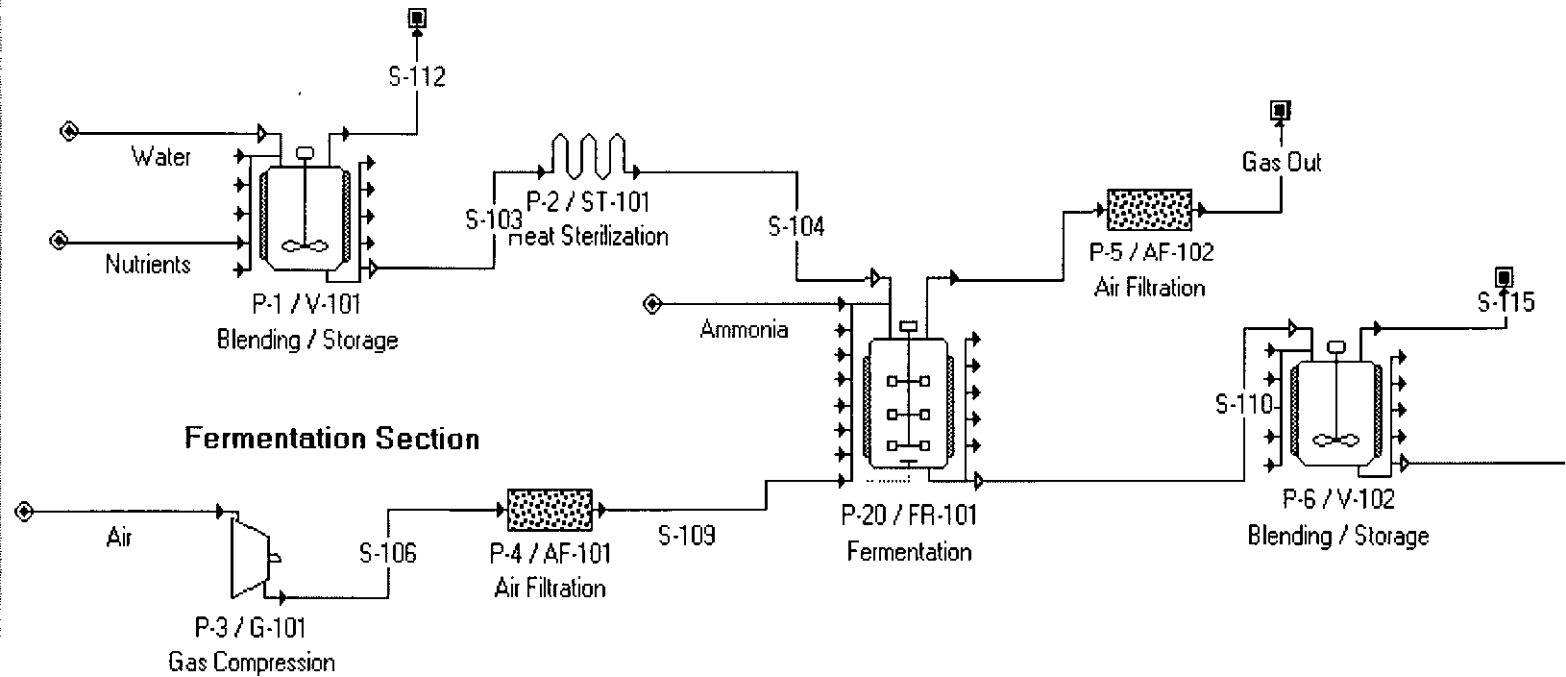 S-112
Water
Nutrients
P-1 / V-101
Blending / Storage
S-103
P-2 / ST-101
Heat Sterilization
S-104
Gas Out
P-5 / AF-102
Air Filtration
Ammonia
S-115
S-110
P-6 / V-102
Blending / Storage
Fermentation Section
P-20 / FR-101
Fermentation
Air
S-106
P-4 / AF-101
Air Filtration
S-109
P-3 / G-101
Gas Compression